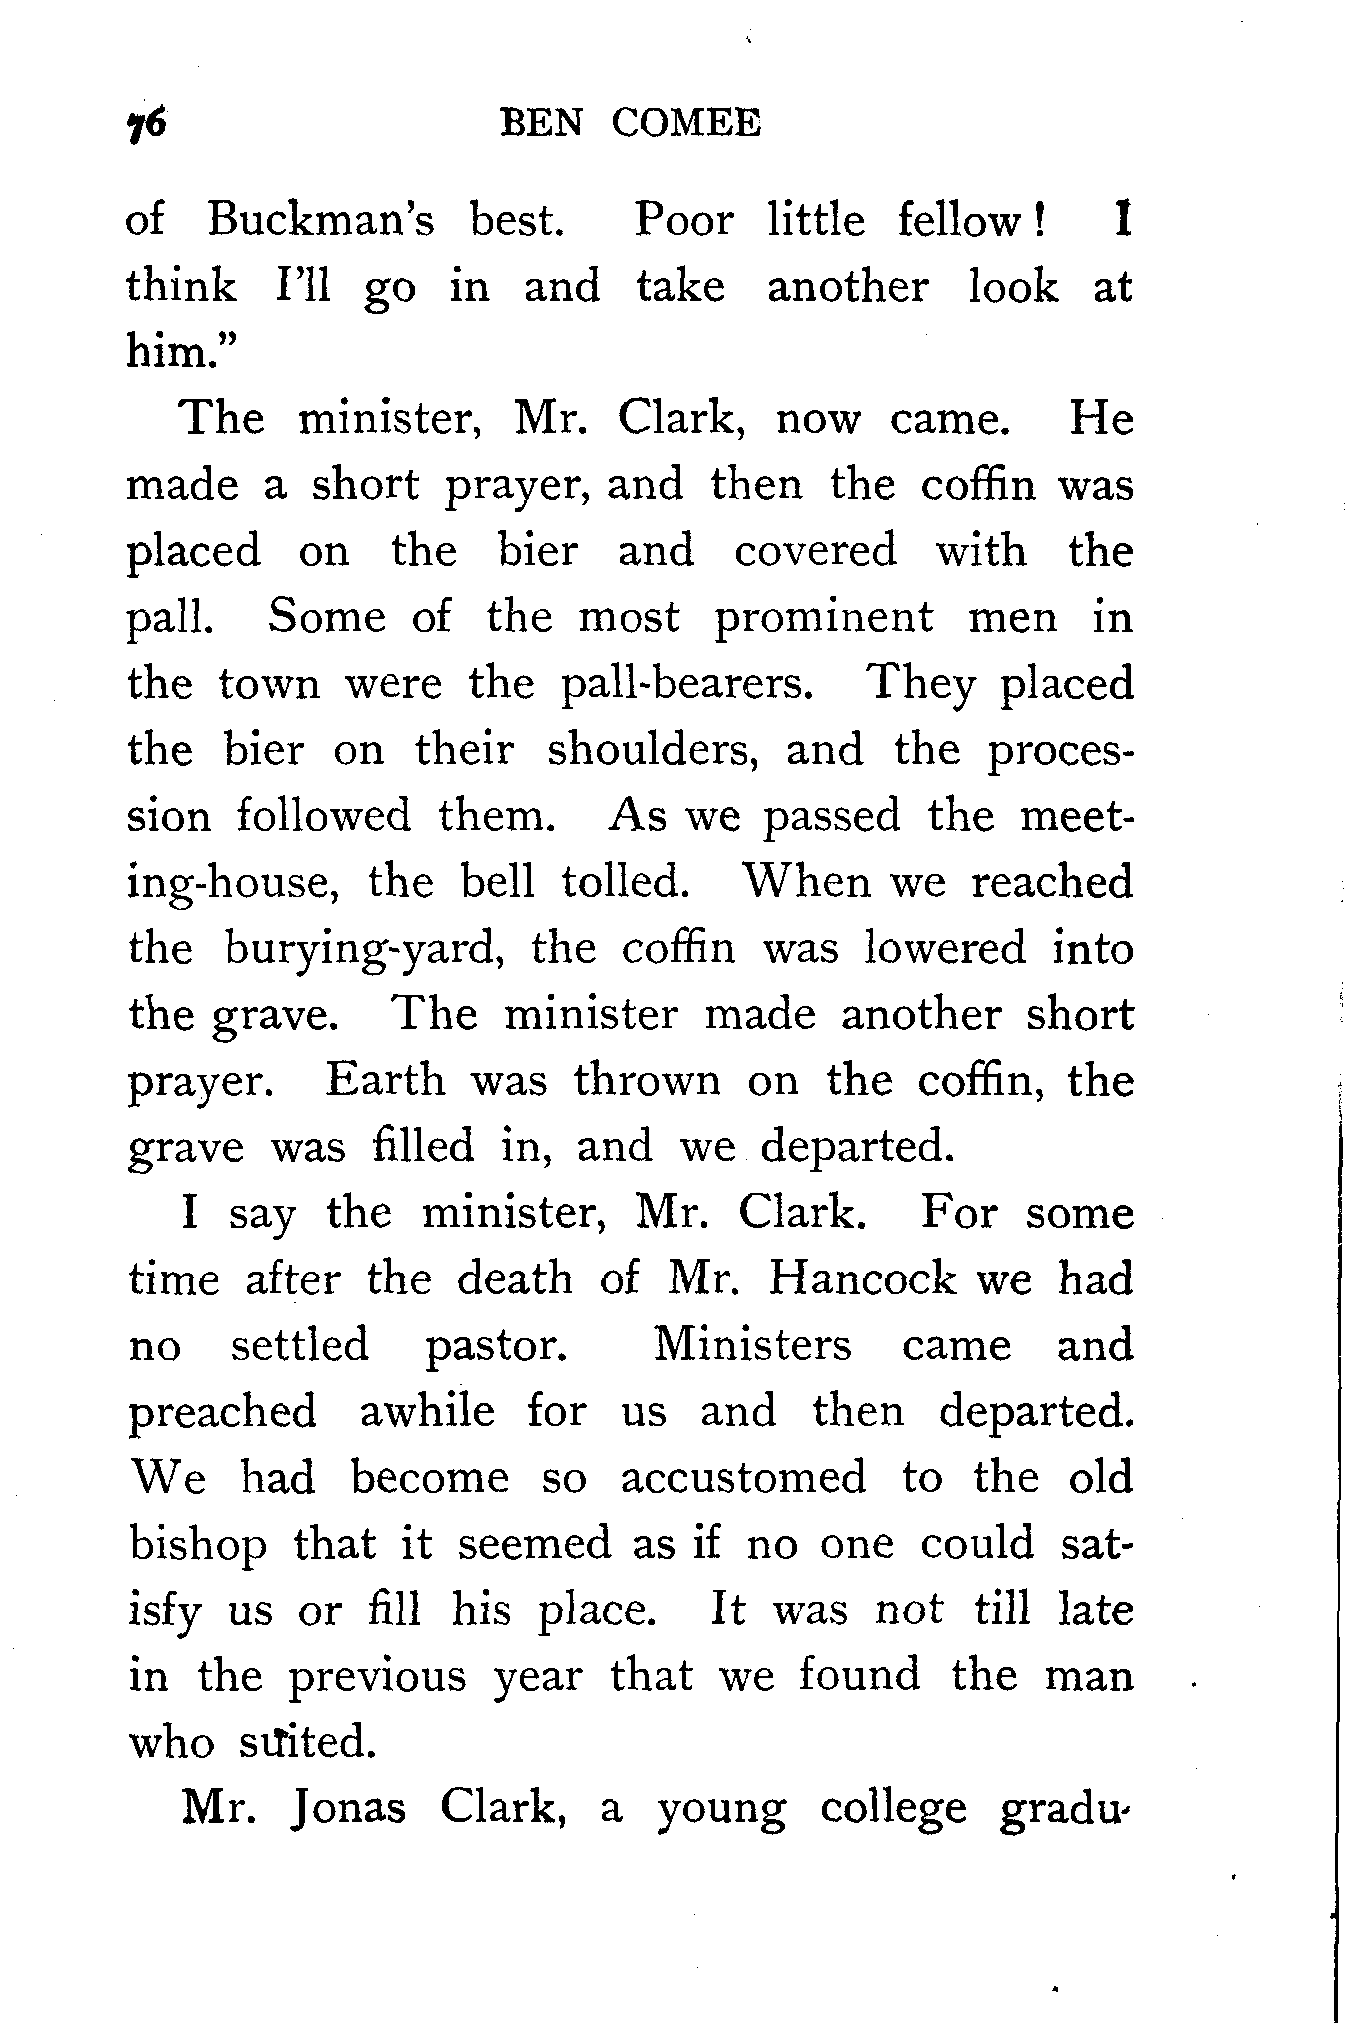 76 BEN COMEE
of Buckman's best. Poor little fellow! I
think I'll go in and take another look at
him.”
The minister, Mr. Clark, now came. He
made a short prayer, and then the coffin was
placed on the bier and covered with the
pall. Some of the most prominent men in
the town were the pall-bearers. They placed
the bier on their shoulders, and the proces-
sion followed them. As we passed the meet-
ing-house, the bell tolled. When we reached
the burying-yard, the coffin was lowered into
the grave. The minister made another short
prayer. Earth was thrown on the coffin, the
grave was filled in, and we departed.
I say the minister, Mr. Clark. For some
time after the death of Mr. Hancock we had
no settled pastor. Ministers came and
preached awhile for us and then departed.
We had become so accustomed to the old
bishop that it seemed as if no one could sat-
isfy us or fill his place. It was not till late
in the previous year that we found the man
who suited.
Mr. Jonas Clark, a young college gradu-